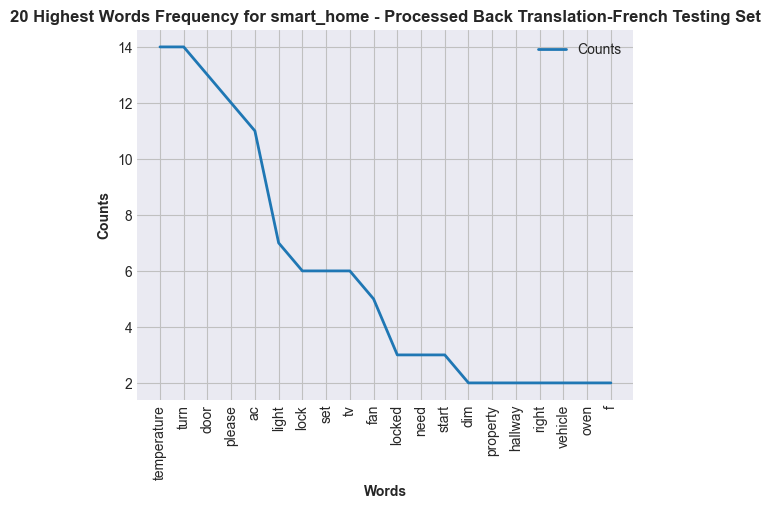 20 Highest Words Frequency for smart_home - Processed Back Translation-French Testing Set
Counts
14
12
10
8
6
4
2
Counts
temperature
turn
door
please
ac
light
lock
set
tv
fan
locked
need
start
dim
property
hallway
right
vehicle
oven
f
Words